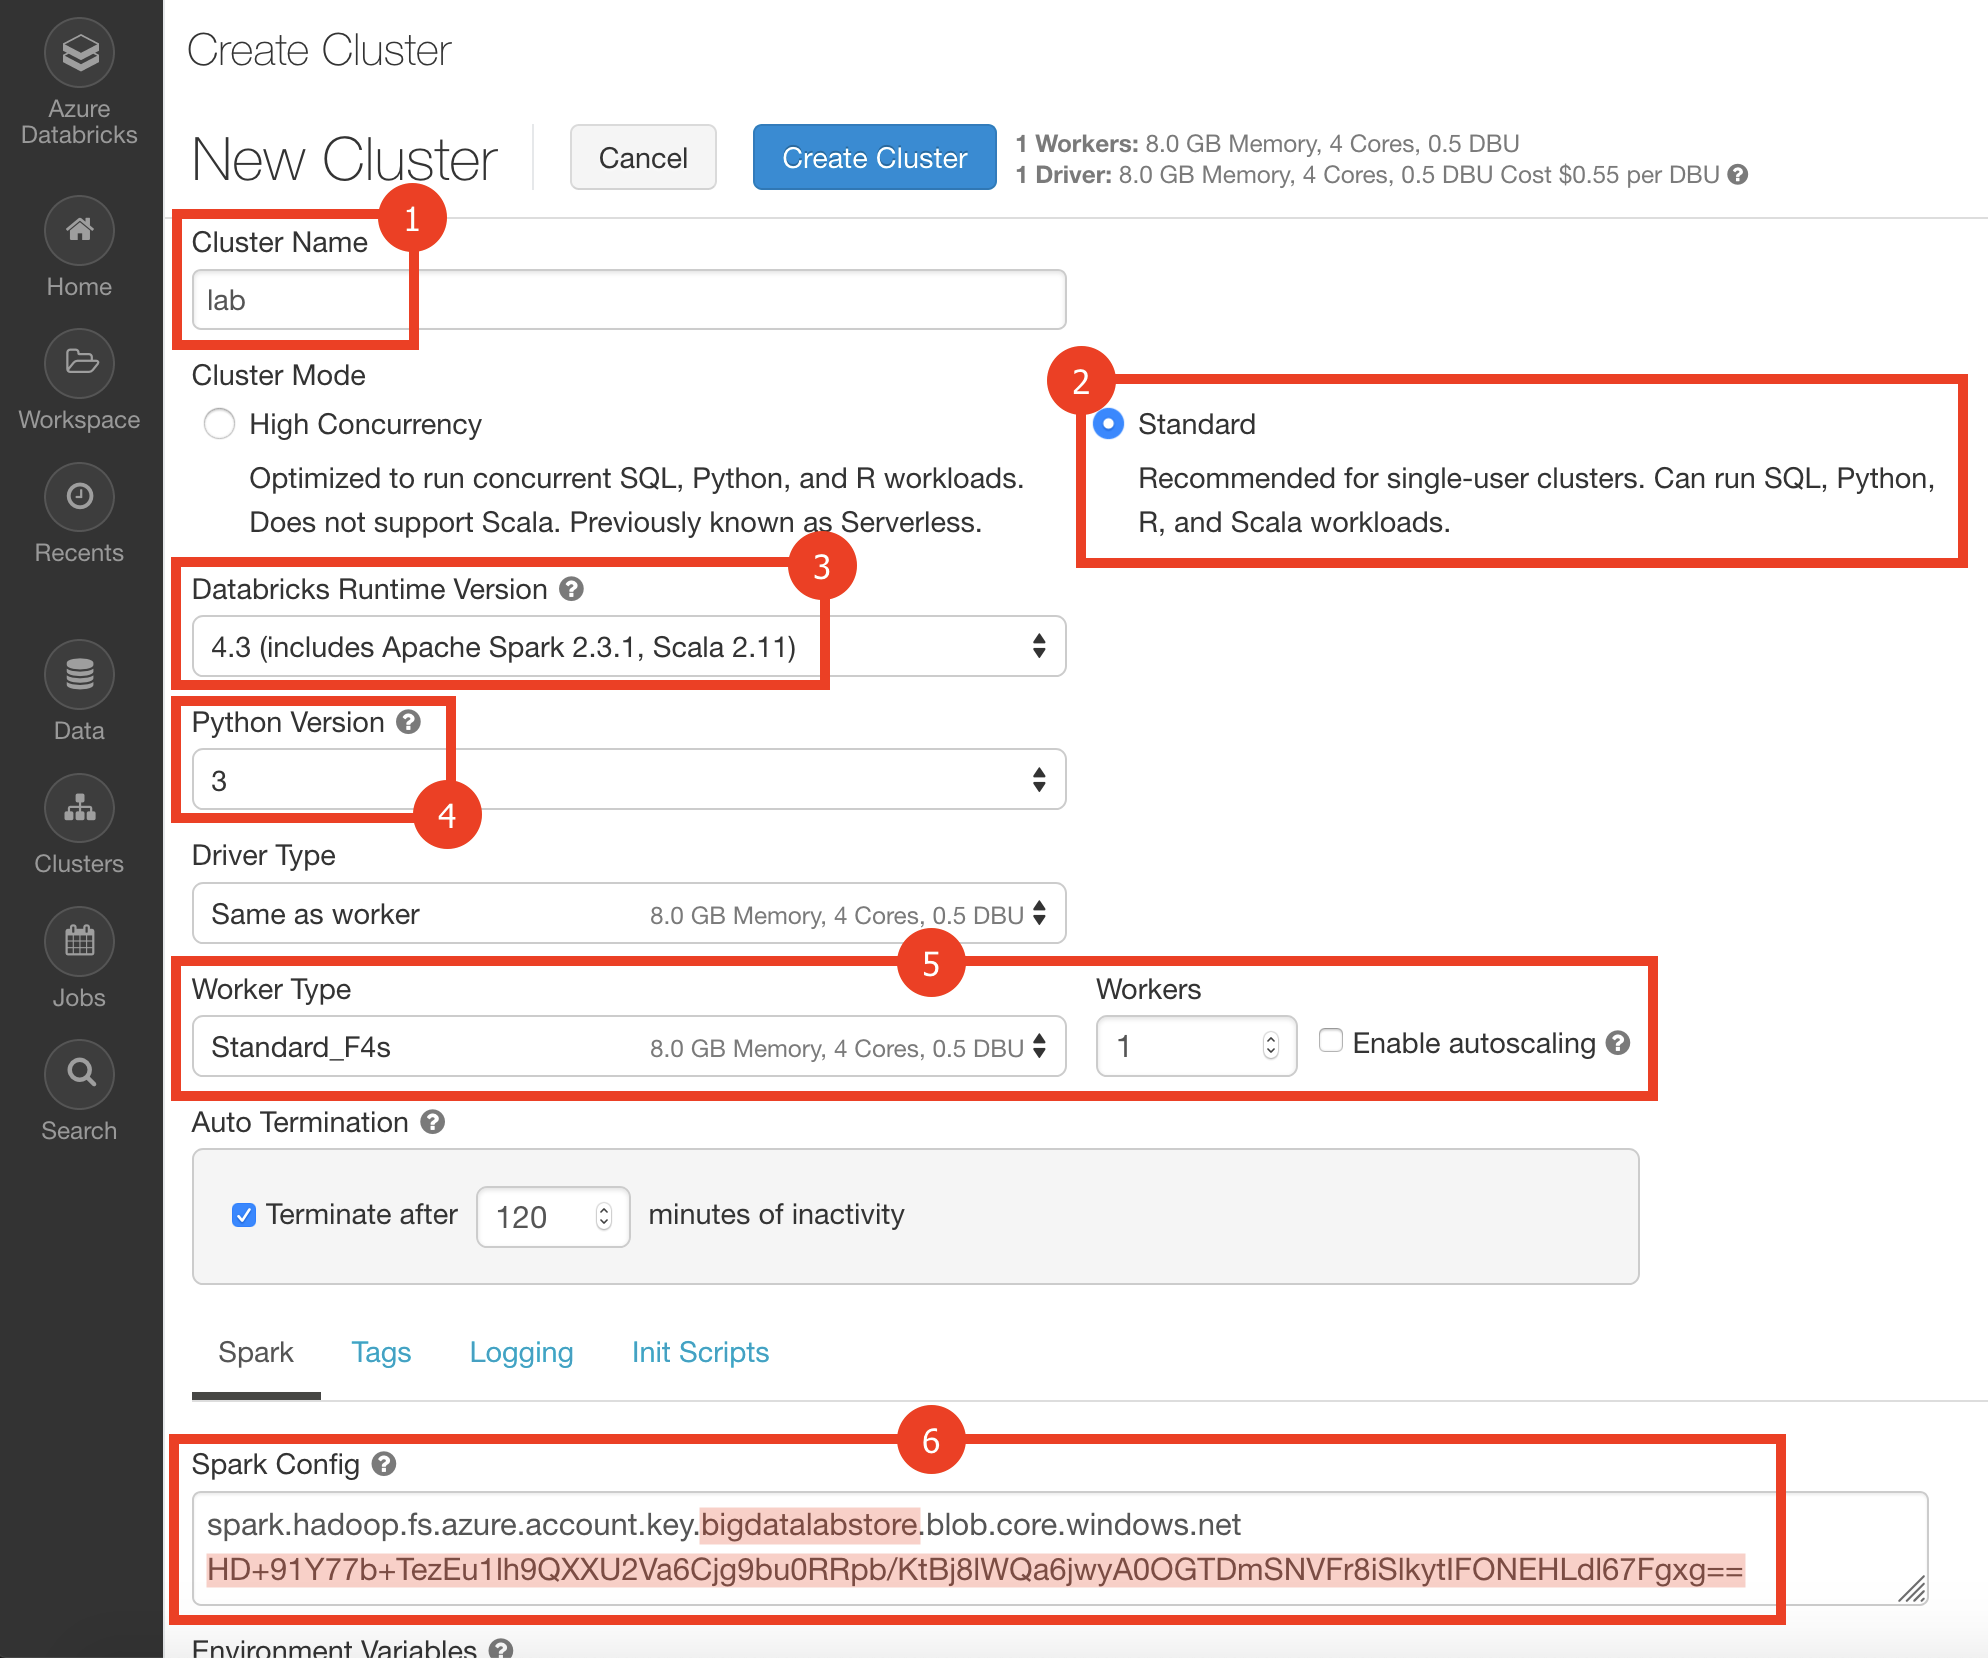 Azure
Databricks
Home
Workspace
Recents
Data
Clusters
Jobs
Search
Create Cluster
New Cluster
Cancel
Create Cluster
1 Workers: 8.0 GB Memory, 4 Cores, 0.5 DBU
1 Driver: 8.0 GB Memory, 4 Cores, 0.5 DBU Cost $0.55 per DBU ?
1
Cluster Name
lab
Cluster Mode
High Concurrency
Optimized to run concurrent SQL, Python, and R workloads.
Does not support Scala. Previously known as Serverless.
2
Standard
Recommended for single-user clusters. Can run SQL, Python,
R, and Scala workloads.
3
Databricks Runtime Version ?
4.3 (includes Apache Spark 2.3.1, Scala 2.11)
Python Version ?
3
4
Driver Type
Same as worker 8.0 GB Memory, 4 Cores, 0.5 DBU
5
Worker Type
Standard_F4s 8.0 GB Memory, 4 Cores, 0.5 DBU
Workers
1
Enable autoscaling ?
Auto Termination ?
Terminate after 120 minutes of inactivity
Spark Tags Logging Init Scripts
6
Spark Config ?
spark.hadoop.fs.azure.account.key.bigdatalabstore.blob.core.windows.net
HD+91Y77b+TezEu1lh9QXXU2Va6Cjg9bu0RRpb/KtBj8lWQa6jwyA0OGTDmSNVFr8iSlkytIFONEHLdl67Fgxg==
Environment Variables ?